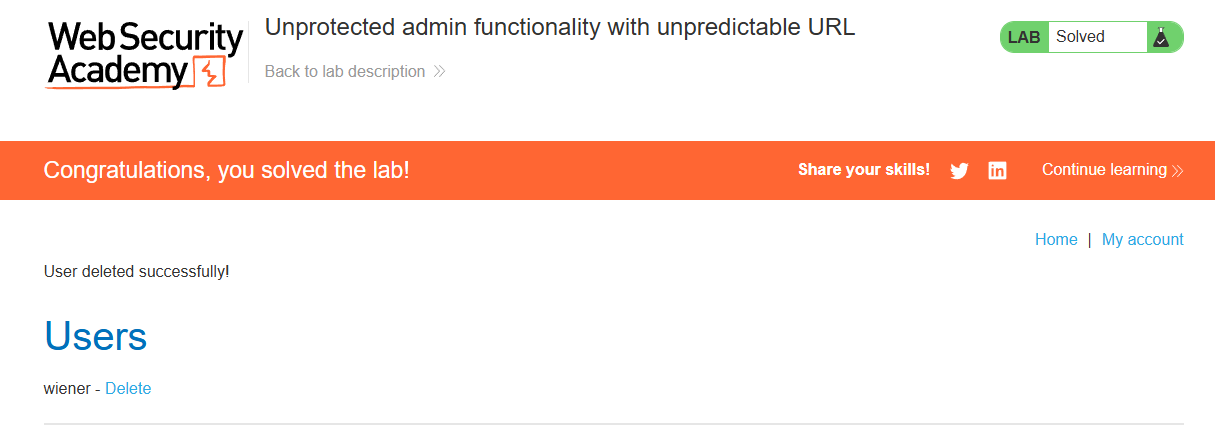 Web Security
Academy
Unprotected admin functionality with unpredictable URL
Back to lab description
LAB Solved
Congratulations, you solved the lab!
Share your skills!
Continue learning
Home | My account
User deleted successfully!
Users
wiener - Delete